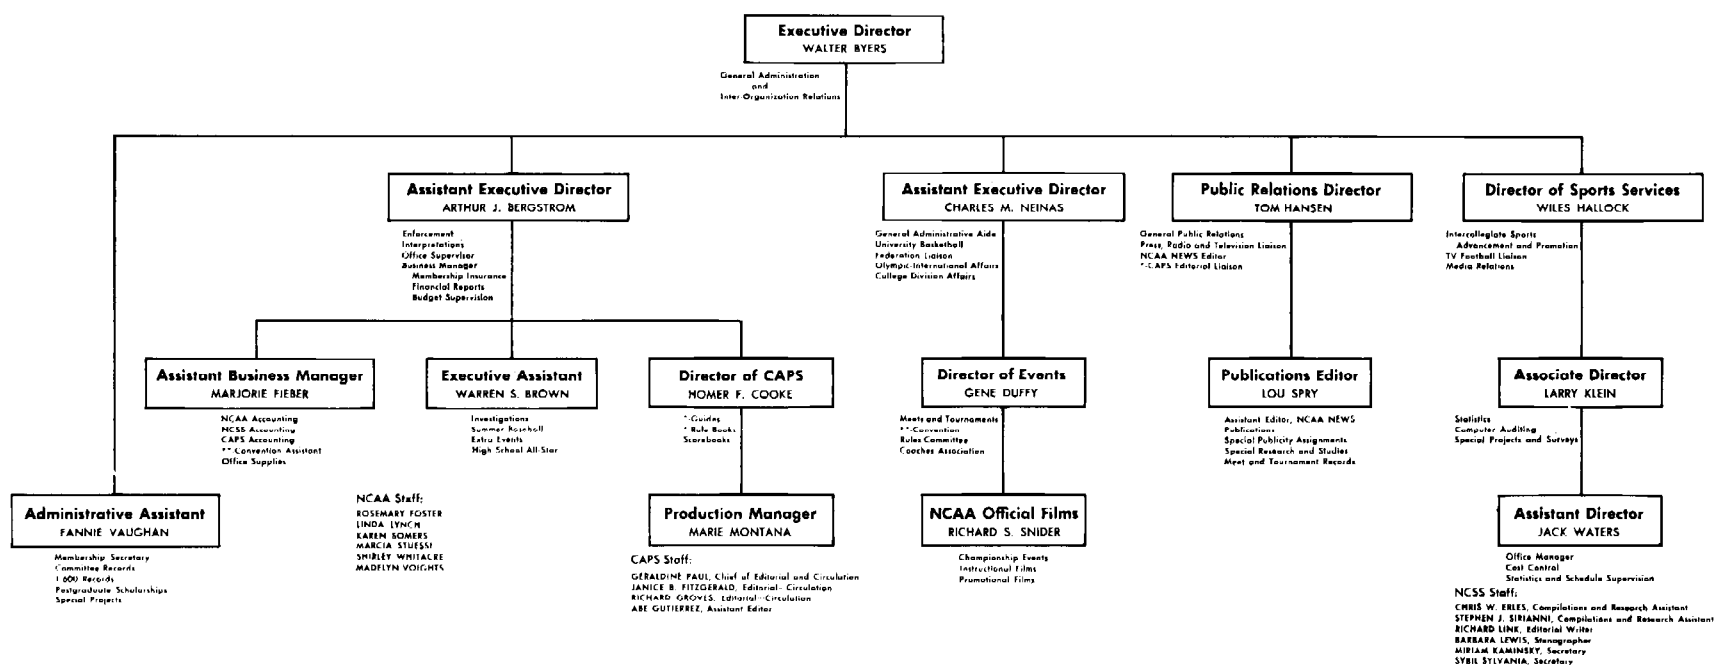 Executive Director
WALTER BYERS
General Administration
and
Inter-Organization Relations
Assistant Executive Director
ARTHUR J. BERGSTROM
Enforcement
Interpretations
Office Supervisor
Business Manager
Membership Insurance
Financial Reports
Budget Supervision
Assistant Executive Director
CHARLES M. NEINAS
General Administrative Aide
University Basketball
Federation Liaison
Olympic-International Affairs
College Division Affairs
Public Relations Director
TOM HANSEN
General Public Relations
Press, Radio and Television Liaison
NCAA NEWS Editor
*-CAPS Editorial Liaison
Director of Sports Services
WILES HALLOCK
Intercollegiate Sports
Advancement and Promotion
TV Football Liaison
Media Relations
Assistant Business Manager
MARJORIE FIEBER
NCAA Accounting
NCSS Accounting
CAPS Accounting
**-Convention Assistant
Office Supplies
Executive Assistant
WARREN S. BROWN
Investigations
Summer Baseball
Extra Events
High School All-Star
Director of CAPS
HOMER F. COOKE
*-Guides
*-Rule Books
Scorebooks
Director of Events
GENE DUFFY
Meets and Tournaments
**-Convention
Rules Committee
Coaches Association
Publications Editor
LOU SPRY
Assistant Editor, NCAA NEWS
Publications
Special Publicity Assignments
Special Research and Studies
Meet and Tournament Records
Associate Director
LARRY KLEIN
Statistics
Computer Auditing
Special Projects and Surveys
Administrative Assistant
FANNIE VAUGHAN
Membership Secretary
Committee Records
1.600 Records
Postgraduate Scholarships
Special Projects
NCAA Staff:
ROSEMARY FOSTER
LINDA LYNCH
KAREN BOMERS
MARCIA STUESSI
SHIRLEY WHITACRE
MADELYN VOIGHTS
Production Manager
MARIE MONTANA
CAPS Staff:
GERALDINE PAUL, Chief of Editorial and Circulation
JANICE B. FITZGERALD, Editorial-Circulation
RICHARD GROVES, Editorial-Circulation
ABE GUTIERREZ, Assistant Editor
NCAA Official Films
RICHARD S. SNIDER
Championship Events
Instructional Films
Promotional Films
Assistant Director
JACK WATERS
Office Manager
Cost Control
Statistics and Schedule Supervision
NCSS Staff:
CHRIS W. ERLES, Compilations and Research Assistant
STEPHEN J. SIRIANNI, Compilations and Research Assistant
RICHARD LINK, Editorial Writer
BARBARA LEWIS, Stenographer
MIRIAM KAMINSKY, Secretary
SYBIL SYLVANIA, Secretary